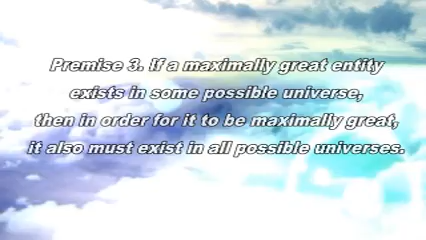 Premise 3. If a maximally great entity
exists in some possible universe,
then in order for it to be maximally great,
it also must exist in all possible universes.